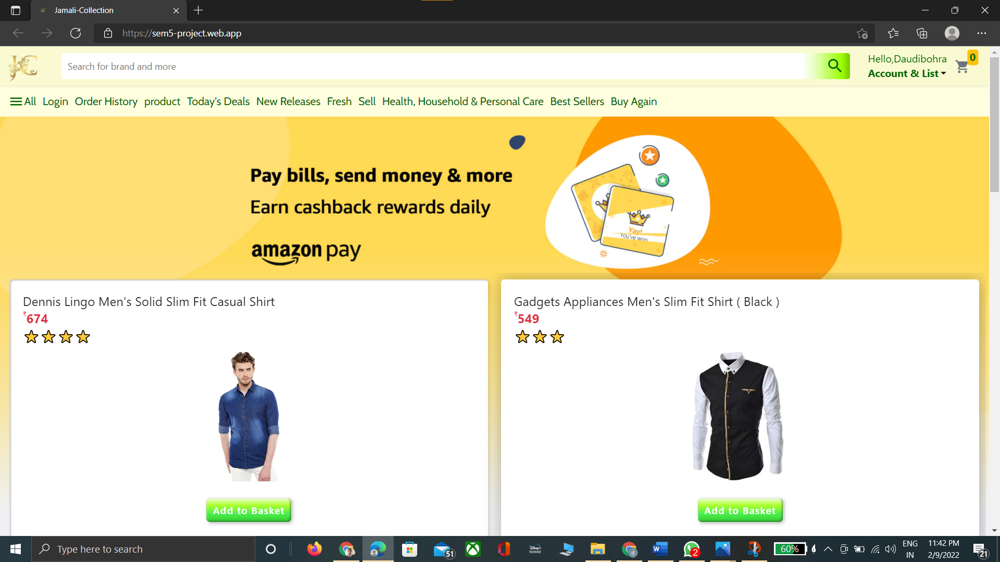 Jamali-Collection
https://sem5-project.web.app
JC
Search for brand and more
Hello,Daudibohra
Account & List
0
All Login Order History product Today's Deals New Releases Fresh Sell Health, Household & Personal Care Best Sellers Buy Again
Pay bills, send money & more
Earn cashback rewards daily
amazon pay
Yay!
You've won
Dennis Lingo Men's Solid Slim Fit Casual Shirt
₹674
Add to Basket
Gadgets Appliances Men's Slim Fit Shirt ( Black )
₹549
Add to Basket
Type here to search
51
Disney+
hotstar
W
d
2
60%
ENG
IN
11:42 PM
2/9/2022
21